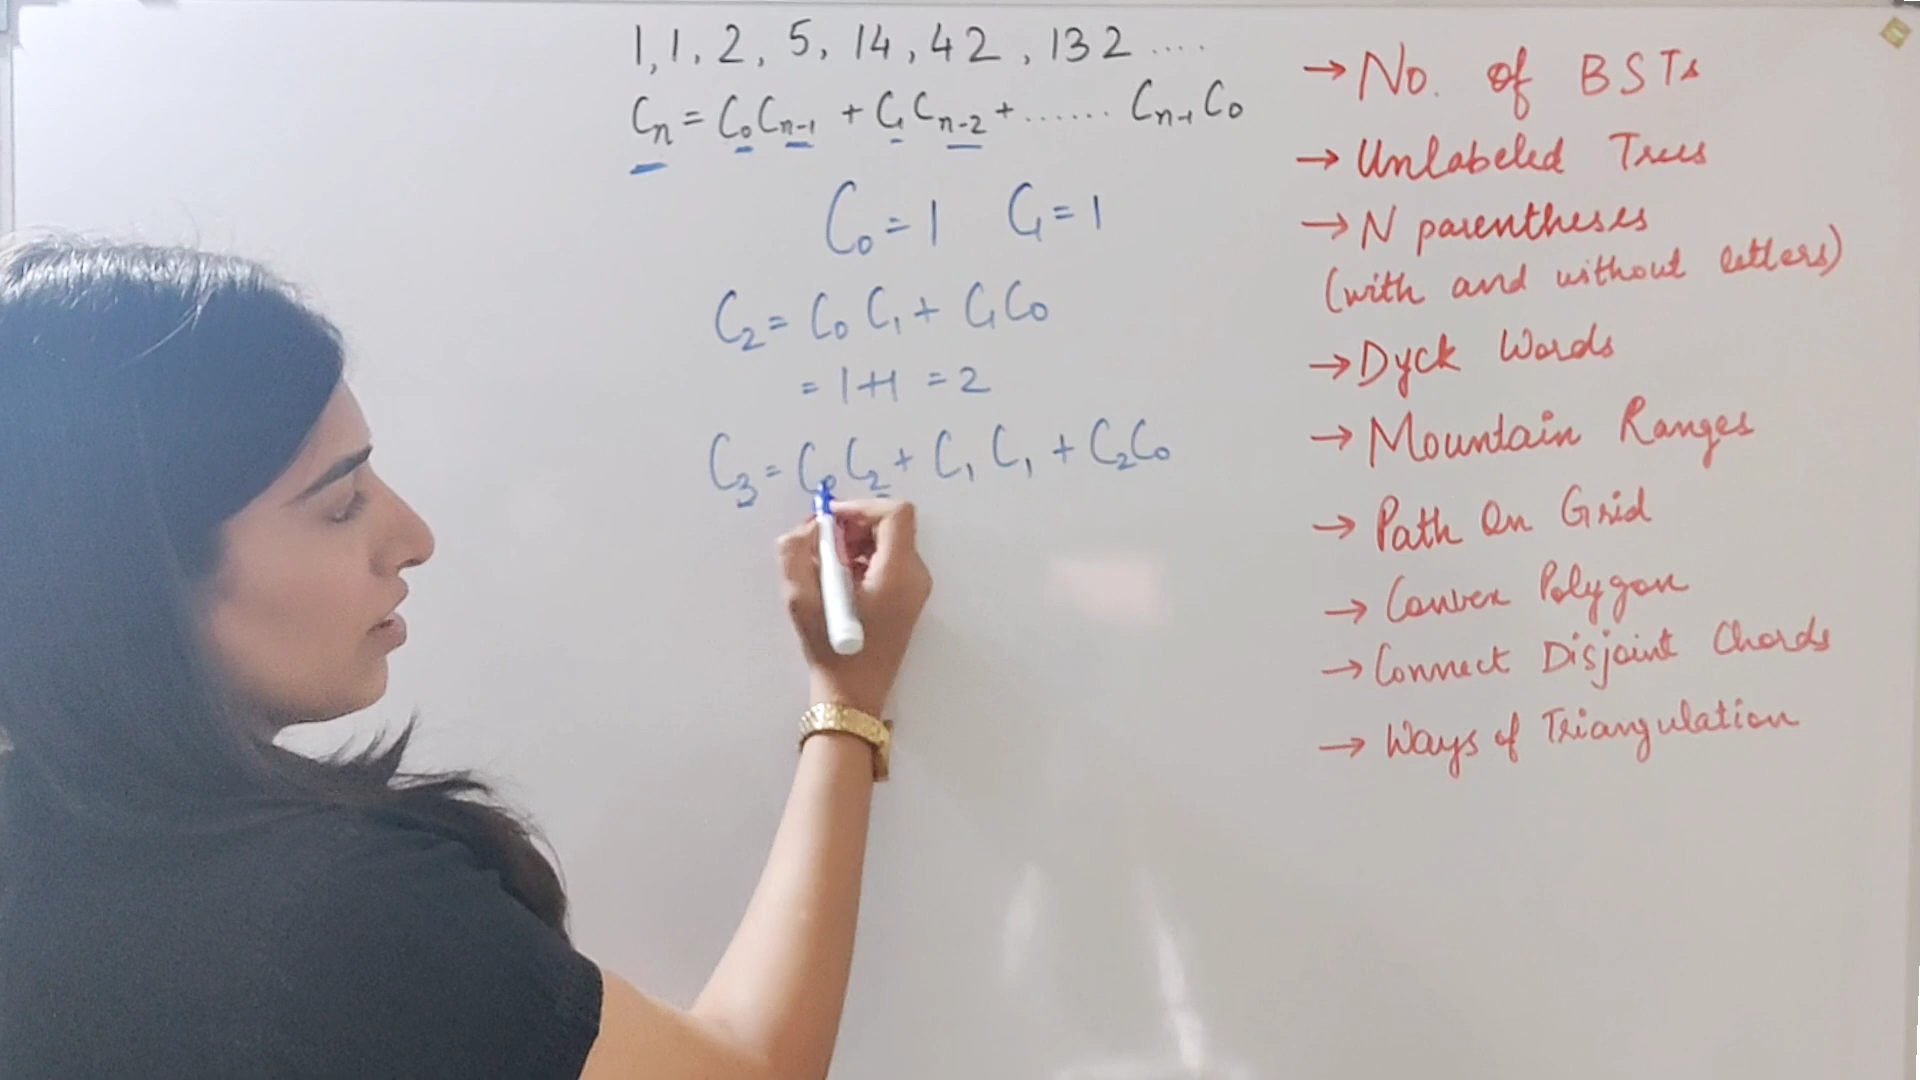 1, 1, 2, 5, 14, 42, 132 ....
Cn = C0Cn-1 + C1Cn-2 + ...... Cn-1C0
C0 = 1 C1 = 1
C2 = C0C1 + C1C0
= 1+1 = 2
C3 = C0C2 + C1C1 + C2C0
→ No. of BSTs
→ Unlabeled Trees
→ N parentheses
(with and without letters)
→ Dyck Words
→ Mountain Ranges
→ Path On Grid
→ Convex Polygon
→ Connect Disjoint Chords
→ Ways of Triangulation